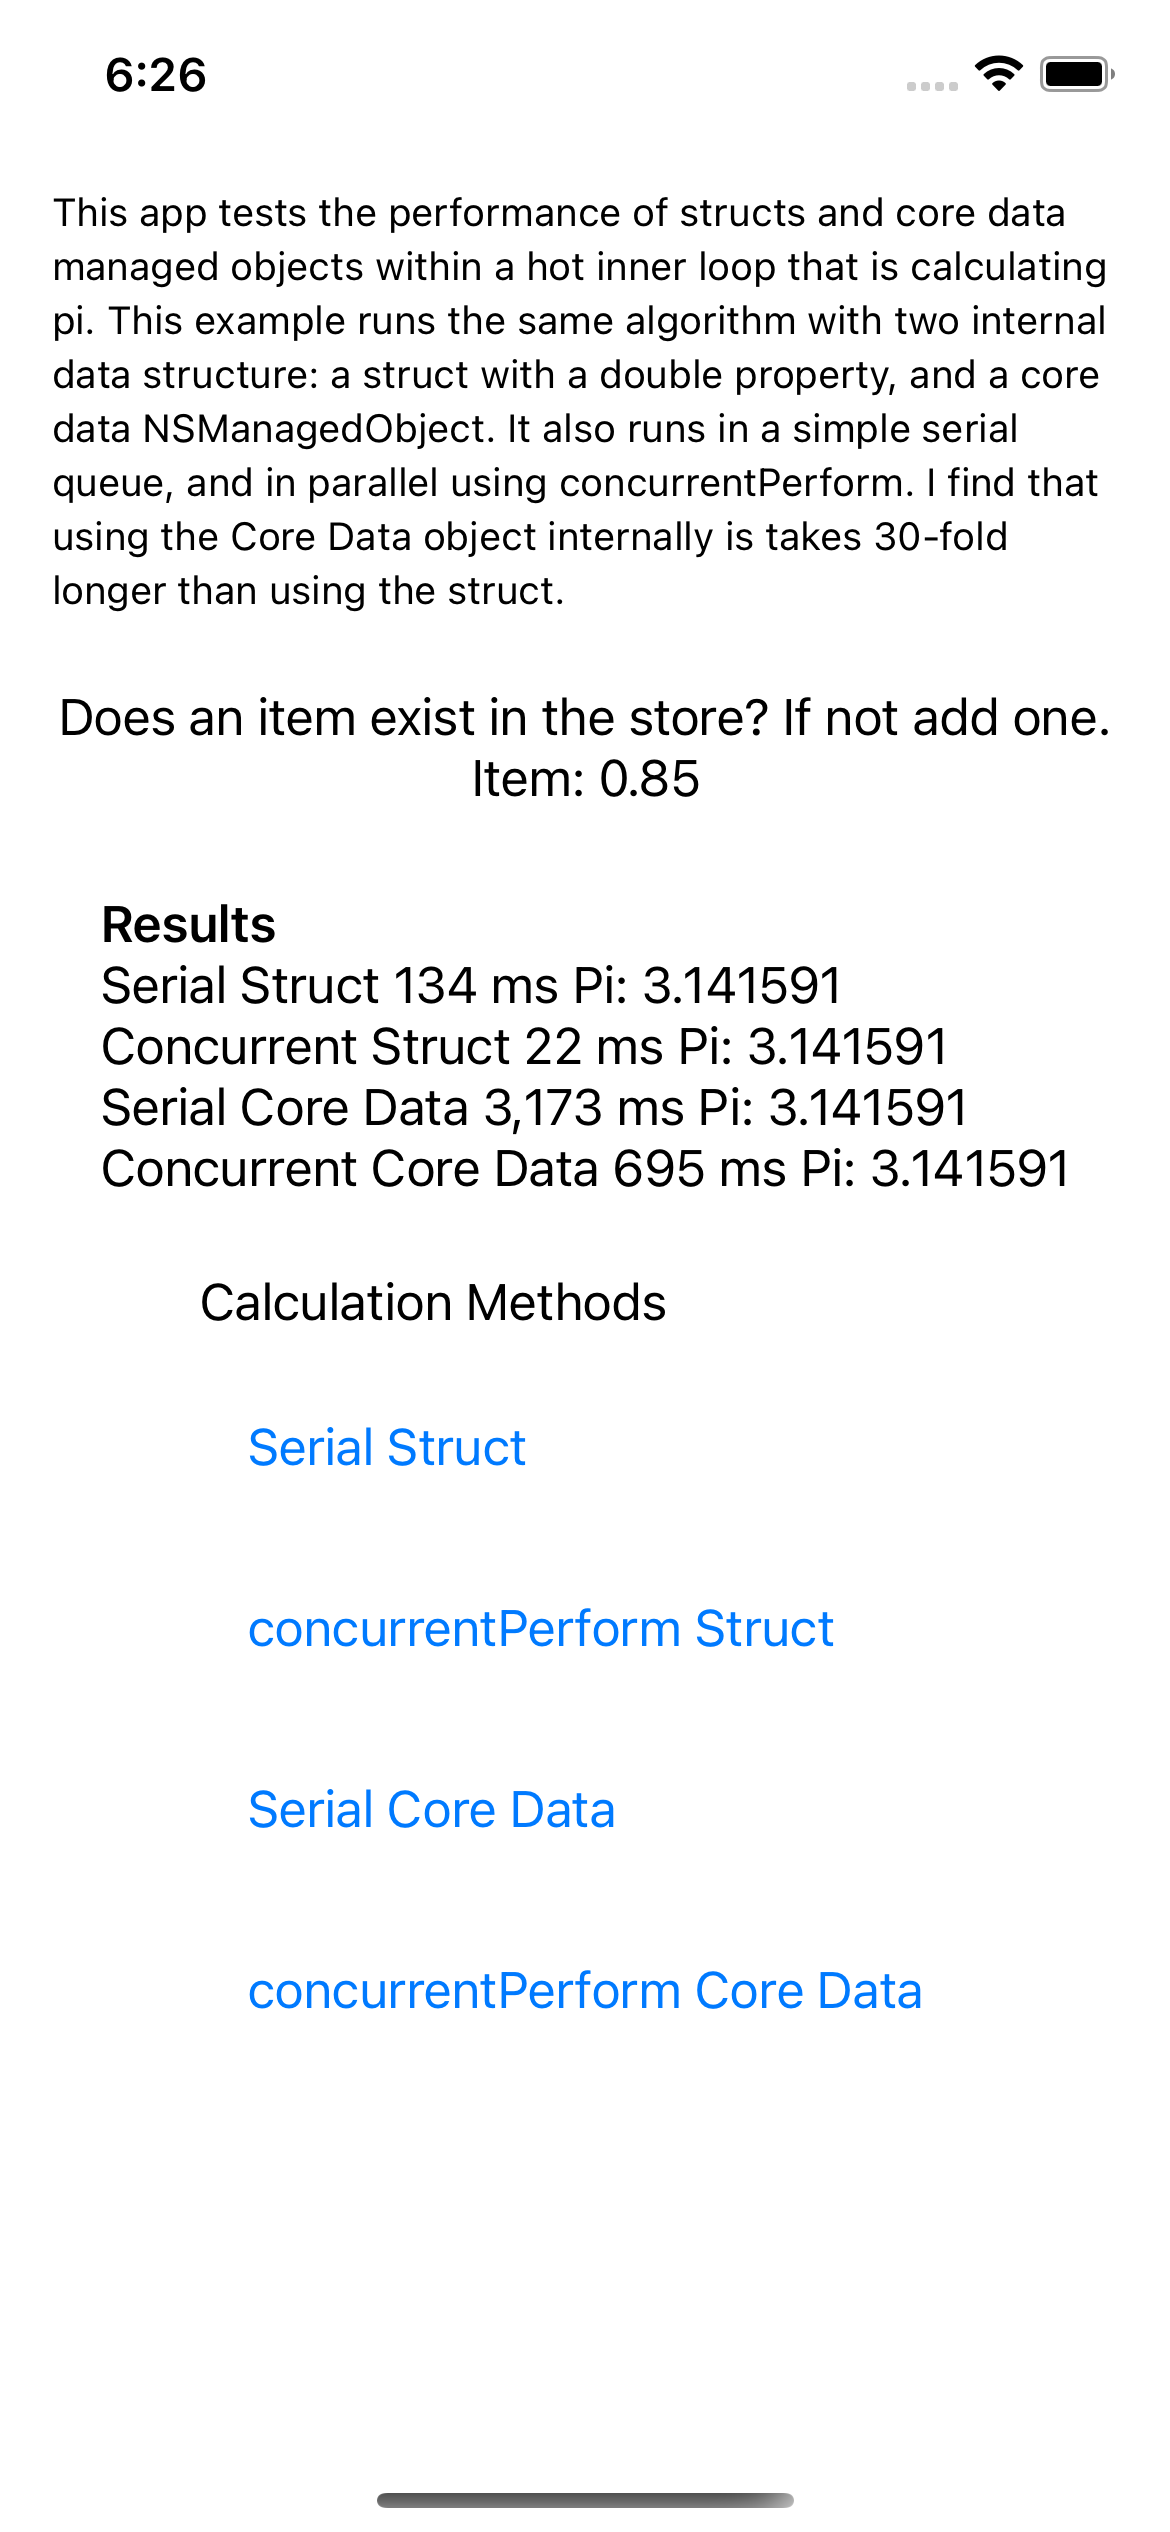 6:26
This app tests the performance of structs and core data
managed objects within a hot inner loop that is calculating
pi. This example runs the same algorithm with two internal
data structure: a struct with a double property, and a core
data NSManagedObject. It also runs in a simple serial
queue, and in parallel using concurrentPerform. I find that
using the Core Data object internally is takes 30-fold
longer than using the struct.
Does an item exist in the store? If not add one.
Item: 0.85
Results
Serial Struct 134 ms Pi: 3.141591
Concurrent Struct 22 ms Pi: 3.141591
Serial Core Data 3,173 ms Pi: 3.141591
Concurrent Core Data 695 ms Pi: 3.141591
Calculation Methods
Serial Struct
concurrentPerform Struct
Serial Core Data
concurrentPerform Core Data